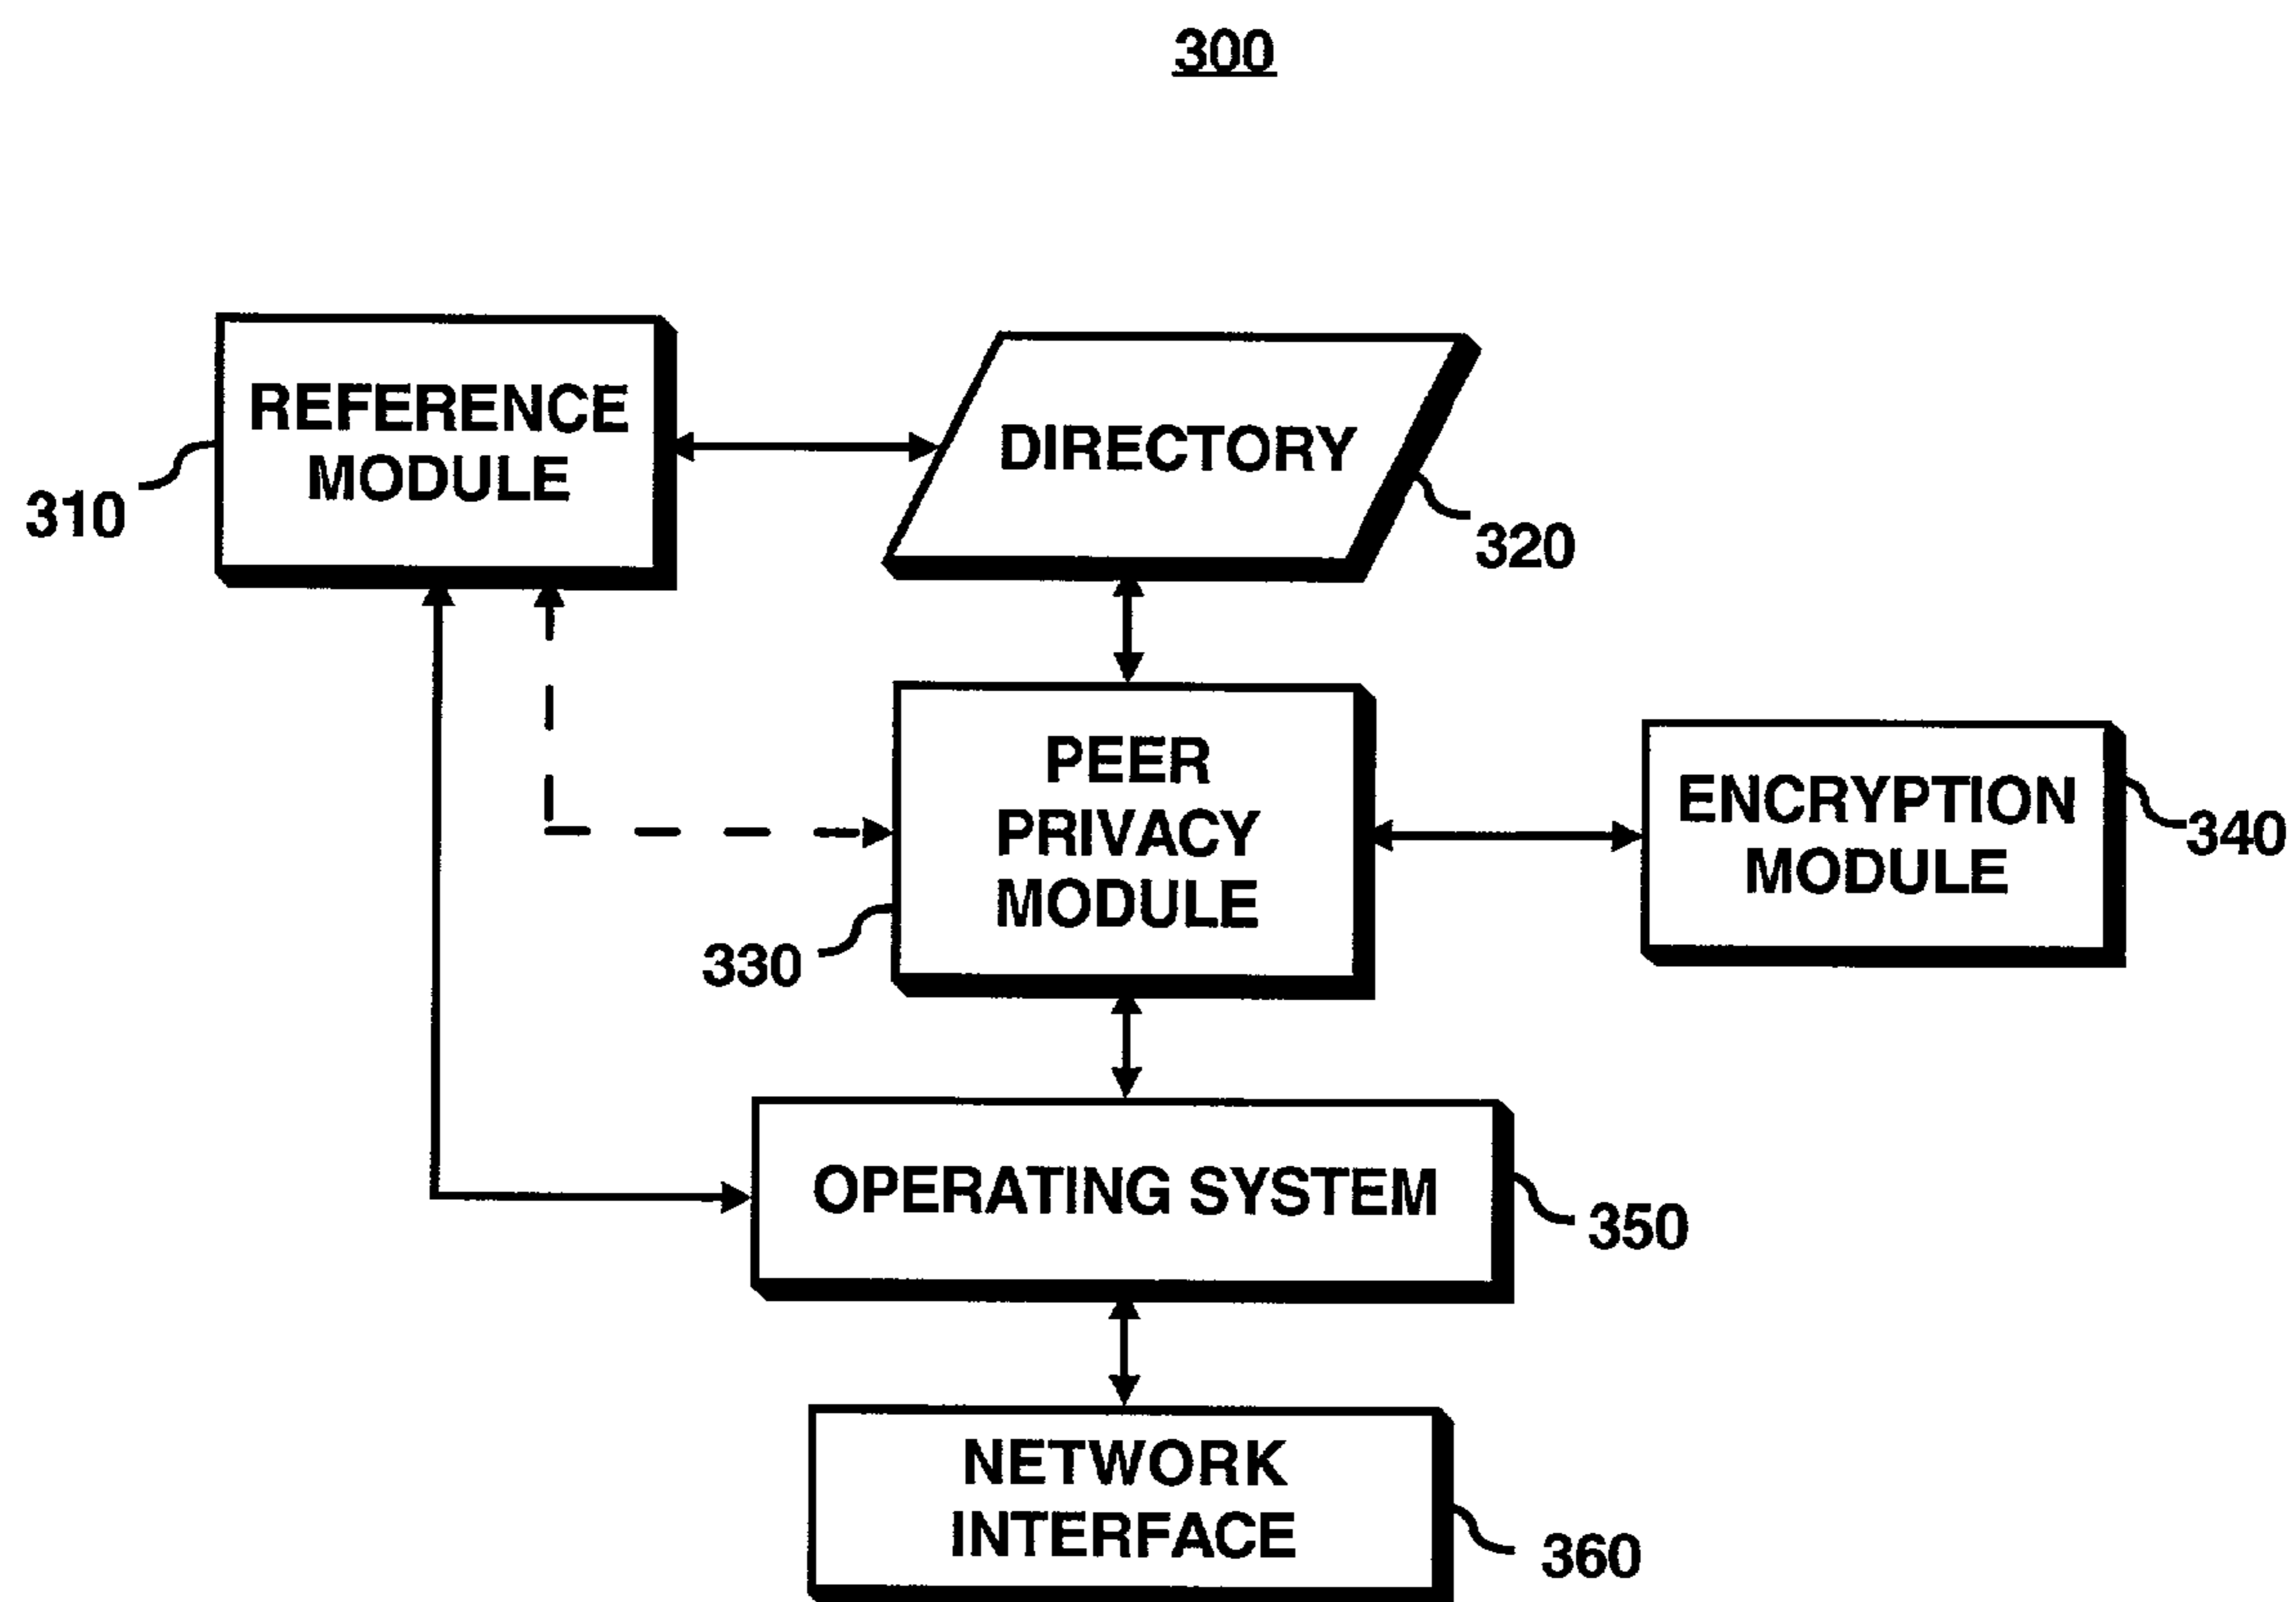 300
REFERENCE
MODULE
310
DIRECTORY
320
PEER
PRIVACY
MODULE
330
ENCRYPTION
MODULE
340
OPERATING SYSTEM
350
NETWORK
INTERFACE
360